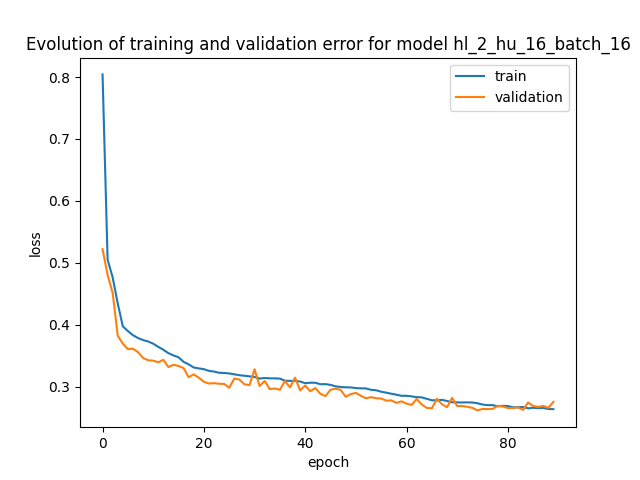 Evolution of training and validation error for model hl_2_hu_16_batch_16
train
validation
0.8
0.7
0.6
0.5
0.4
0.3
loss
0 20 40 60 80
epoch